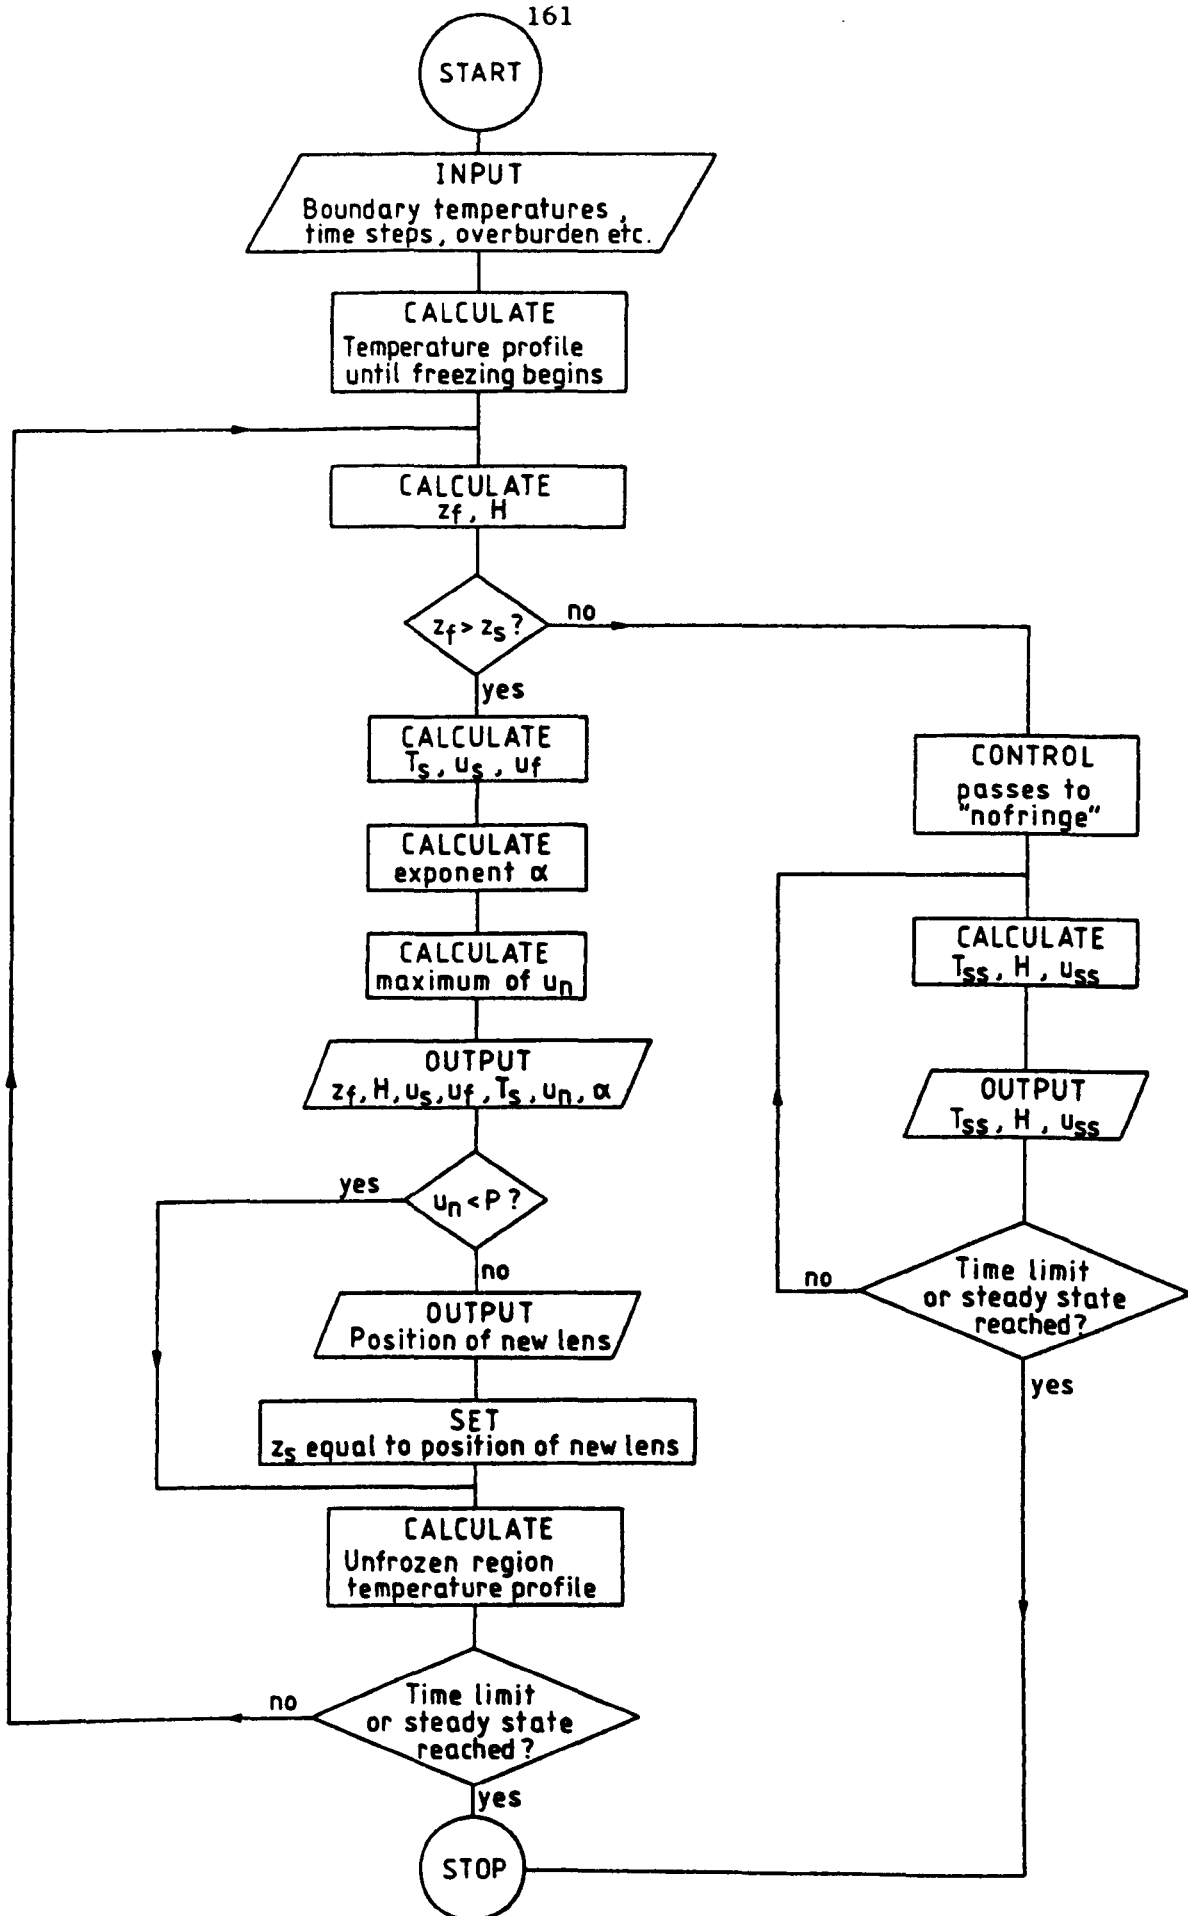 161
START
INPUT
Boundary temperatures,
time steps, overburden etc.
CALCULATE
Temperature profile
until freezing begins
CALCULATE
zf, H
zf > zs?
no
yes
CALCULATE
Ts, us, uf
CALCULATE
exponent α
CALCULATE
maximum of un
OUTPUT
zf, H, us, uf, Ts, un, α
un < P?
yes
no
OUTPUT
Position of new lens
SET
zs equal to position of new lens
CALCULATE
Unfrozen region
temperature profile
Time limit
or steady state
reached?
no
yes
STOP
CONTROL
passes to
"nofringe"
CALCULATE
Tss, H, uss
OUTPUT
Tss, H, uss
Time limit
or steady state
reached?
no
yes